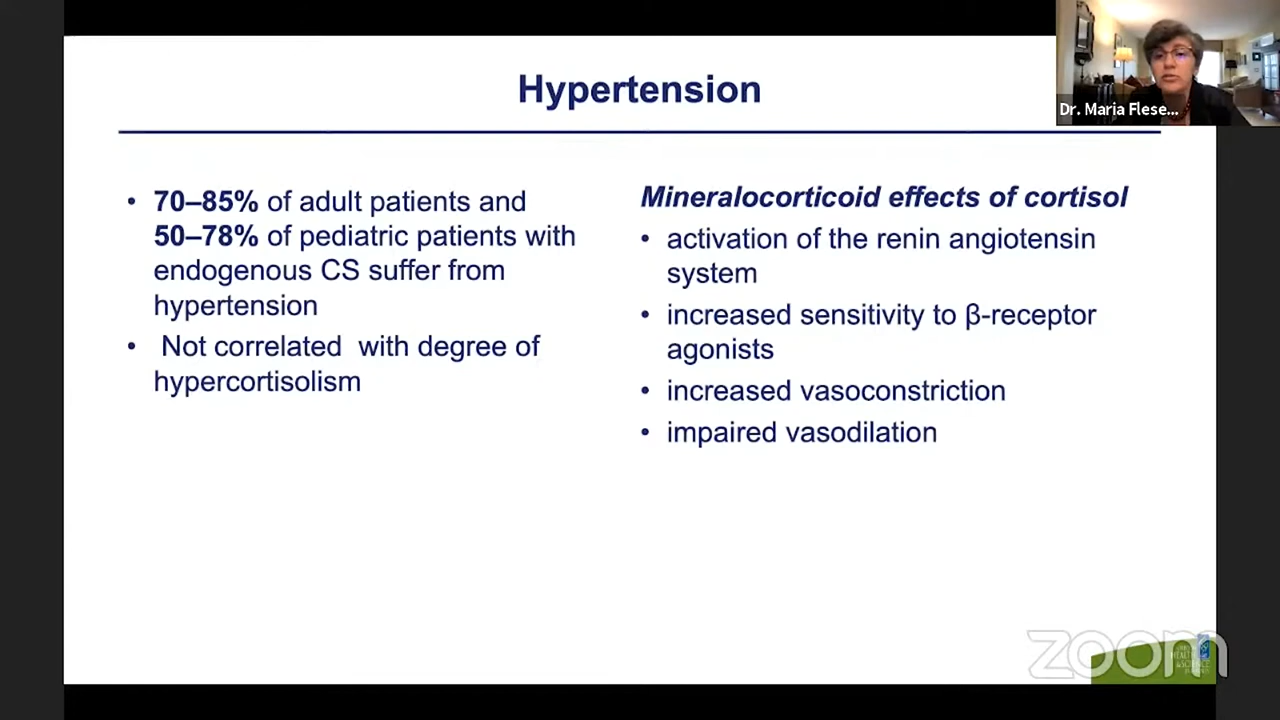 Hypertension
Dr. Maria Flese...
• 70–85% of adult patients and
50–78% of pediatric patients with
endogenous CS suffer from
hypertension
• Not correlated with degree of
hypercortisolism
Mineralocorticoid effects of cortisol
• activation of the renin angiotensin
system
• increased sensitivity to β-receptor
agonists
• increased vasoconstriction
• impaired vasodilation
zoom
HEALTH
&SCIENCE